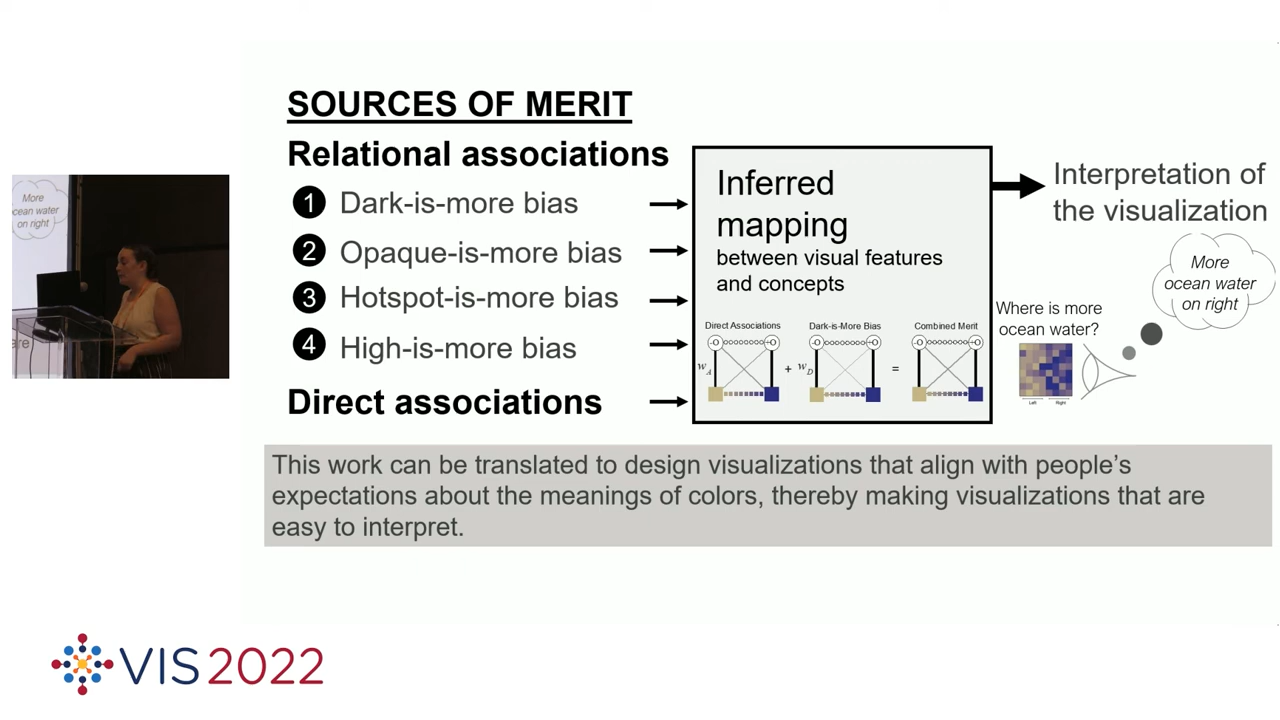 SOURCES OF MERIT
Relational associations
1 Dark-is-more bias
2 Opaque-is-more bias
3 Hotspot-is-more bias
4 High-is-more bias
Direct associations
Inferred
mapping
between visual features
and concepts
Direct Associations
Dark-is-More Bias
Combined Merit
-O +O -O +O -O +O
wA + wD =
Interpretation of
the visualization
More
ocean water
on right
Where is more
ocean water?
Left Right
This work can be translated to design visualizations that align with people's
expectations about the meanings of colors, thereby making visualizations that are
easy to interpret.
More
ocean water
on right
are
VIS2022